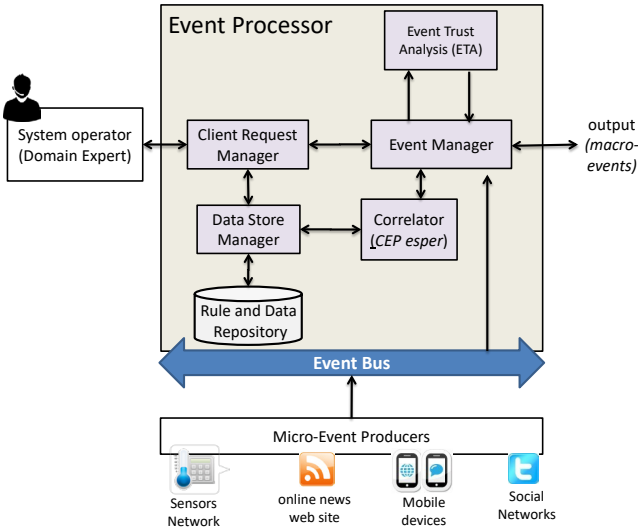 Event Processor
Event Trust
Analysis (ETA)
System operator
(Domain Expert)
Client Request
Manager
Event Manager
output
(macro-
events)
Data Store
Manager
Correlator
(CEP esper)
Rule and Data
Repository
Event Bus
Micro-Event Producers
Sensors
Network
online news
web site
Mobile
devices
Social
Networks